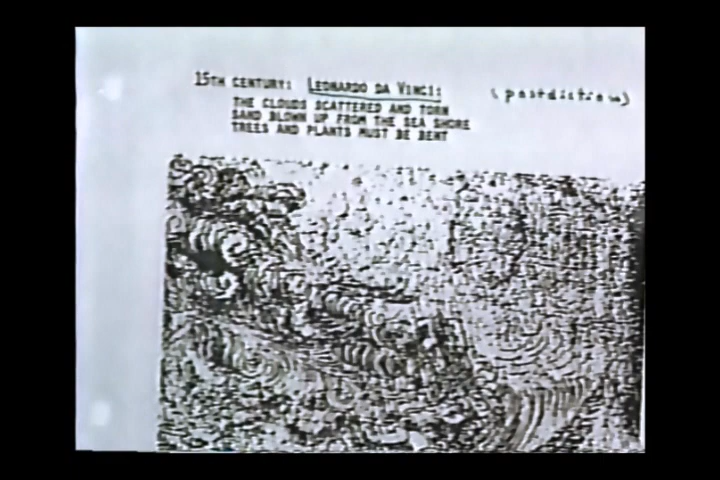 15TH CENTURY: LEONARDO DA VINCI: (postdiction)
THE CLOUDS SCATTERED AND TORN
SAND BLOWN UP FROM THE SEA SHORE
TREES AND PLANTS MUST BE BENT